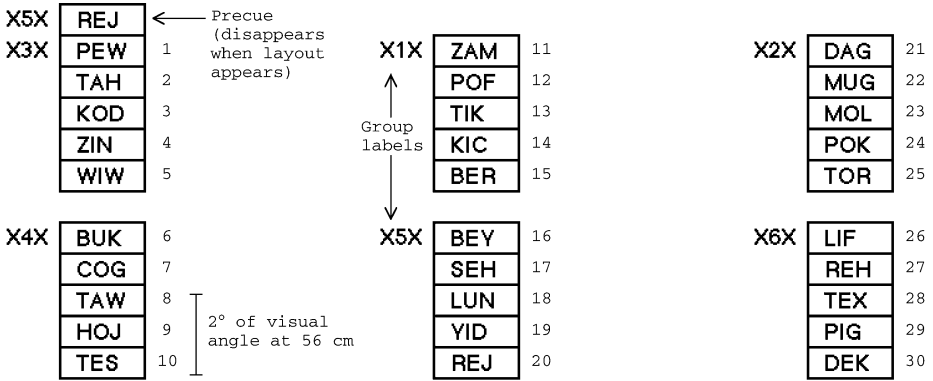 X5X REJ Precue
(disappears
when layout
appears)
X3X PEW 1
TAH 2
KOD 3
ZIN 4
WIW 5
X1X ZAM 11
POF 12
TIK 13
KIC 14
BER 15
Group
labels
X2X DAG 21
MUG 22
MOL 23
POK 24
TOR 25
X4X BUK 6
COG 7
TAW 8
HOJ 9
TES 10
2° of visual
angle at 56 cm
X5X BEY 16
SEH 17
LUN 18
YID 19
REJ 20
X6X LIF 26
REH 27
TEX 28
PIG 29
DEK 30